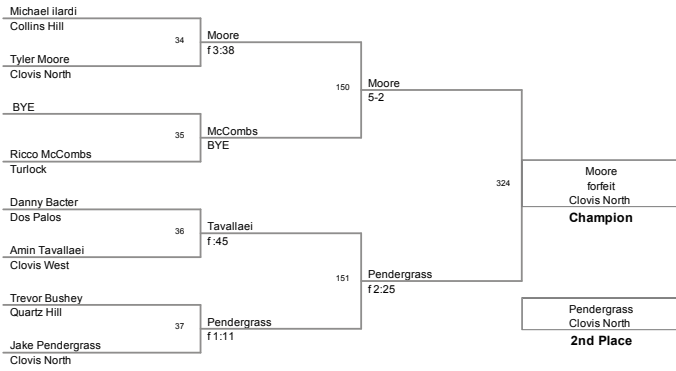 Michael ilardi
Collins Hill
34
Moore
f 3:38
Tyler Moore
Clovis North
150
Moore
5-2
BYE
35
McCombs
BYE
Ricco McCombs
Turlock
324
Moore
forfeit
Clovis North
Champion
Danny Bacter
Dos Palos
36
Tavallaei
f :45
Amin Tavallaei
Clovis West
151
Pendergrass
f 2:25
Trevor Bushey
Quartz Hill
37
Pendergrass
f 1:11
Jake Pendergrass
Clovis North
Pendergrass
Clovis North
2nd Place